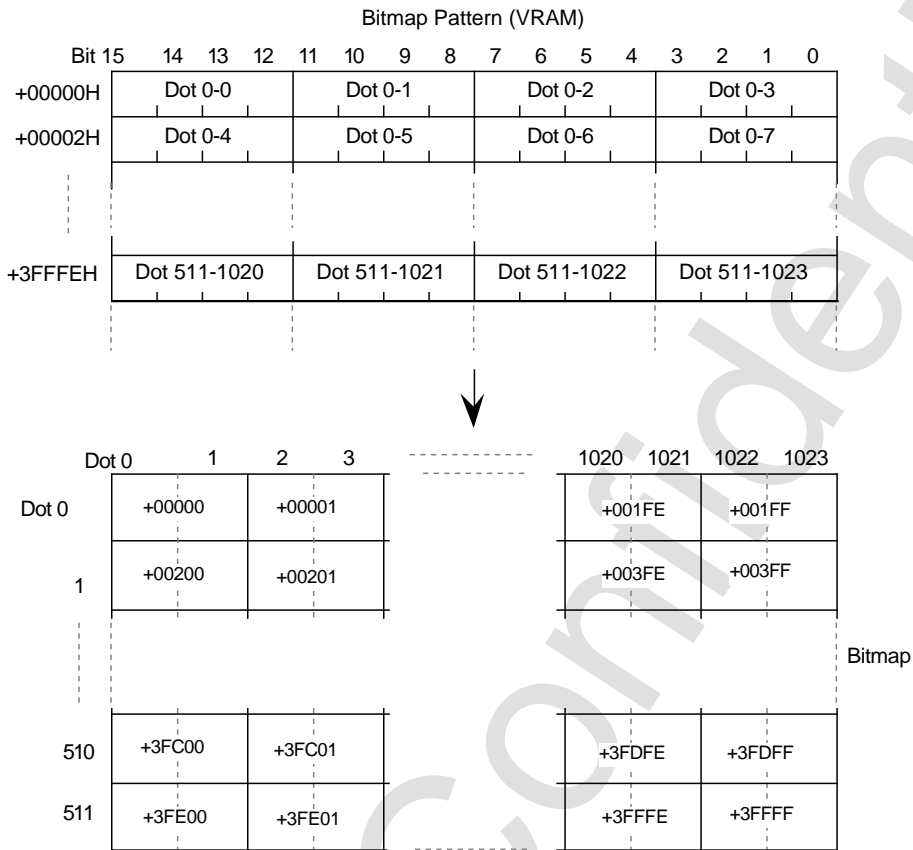 Bitmap Pattern (VRAM)
Bit 15 14 13 12 11 10 9 8 7 6 5 4 3 2 1 0
+00000H Dot 0-0 Dot 0-1 Dot 0-2 Dot 0-3
+00002H Dot 0-4 Dot 0-5 Dot 0-6 Dot 0-7
+3FFFEH Dot 511-1020 Dot 511-1021 Dot 511-1022 Dot 511-1023
Dot 0 1 2 3 1020 1021 1022 1023
Dot 0 +00000 +00001 +001FE +001FF
1 +00200 +00201 +003FE +003FF
Bitmap
510 +3FC00 +3FC01 +3FDFE +3FDFF
511 +3FE00 +3FE01 +3FFFE +3FFFF
Confident